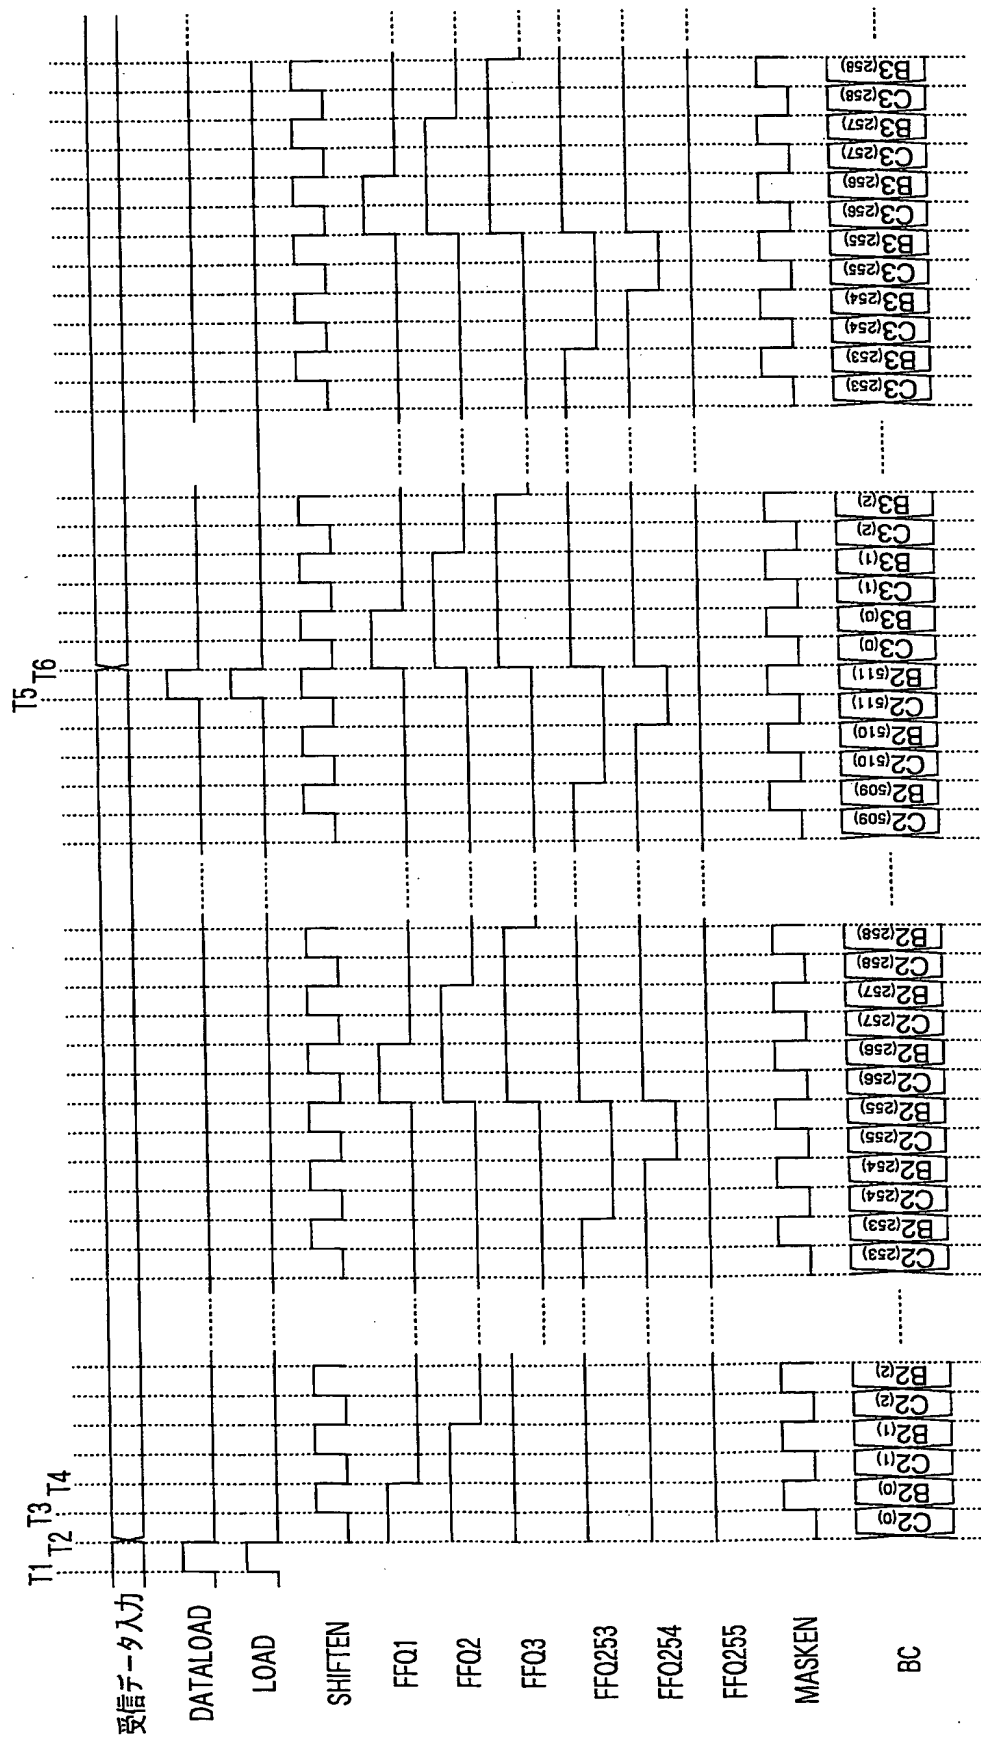 T1 T2 T3 T4 T5 T6
受信データ入力
DATALOAD
LOAD
SHIFTEN
FFQ1
FFQ2
FFQ3
FFQ253
FFQ254
FFQ255
MASKEN
BC C2(0) B2(0) C2(1) B2(1) C2(2) B2(2) C2(253) B2(253) C2(254) B2(254) C2(255) B2(255) C2(256) B2(256) C2(257) B2(257) C2(258) B2(258) C2(509) B2(509) C2(510) B2(510) C2(511) B2(511) C3(0) B3(0) C3(1) B3(1) C3(2) B3(2) C3(253) B3(253) C3(254) B3(254) C3(255) B3(255) C3(256) B3(256) C3(257) B3(257) C3(258) B3(258)